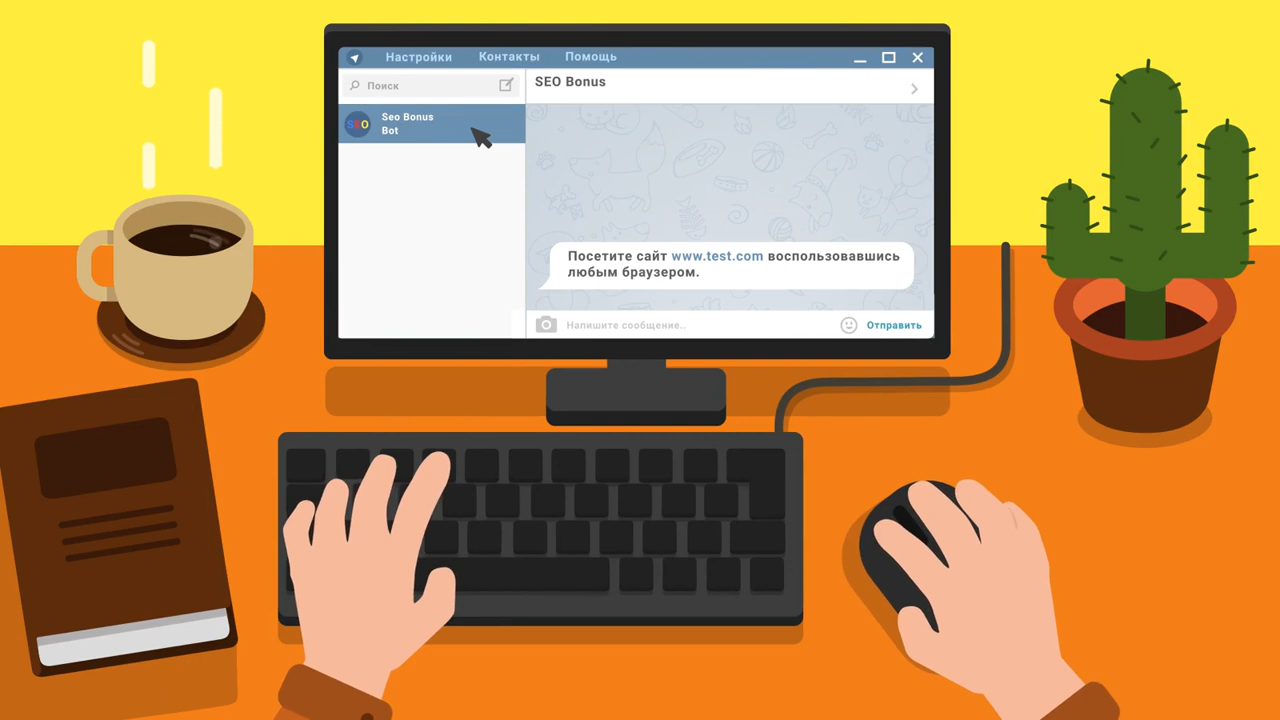 Настройки Контакты Помощь
Поиск
SEO Bonus
SEO
Seo Bonus
Bot
Посетите сайт www.test.com воспользовавшись
любым браузером.
Напишите сообщение..
Отправить